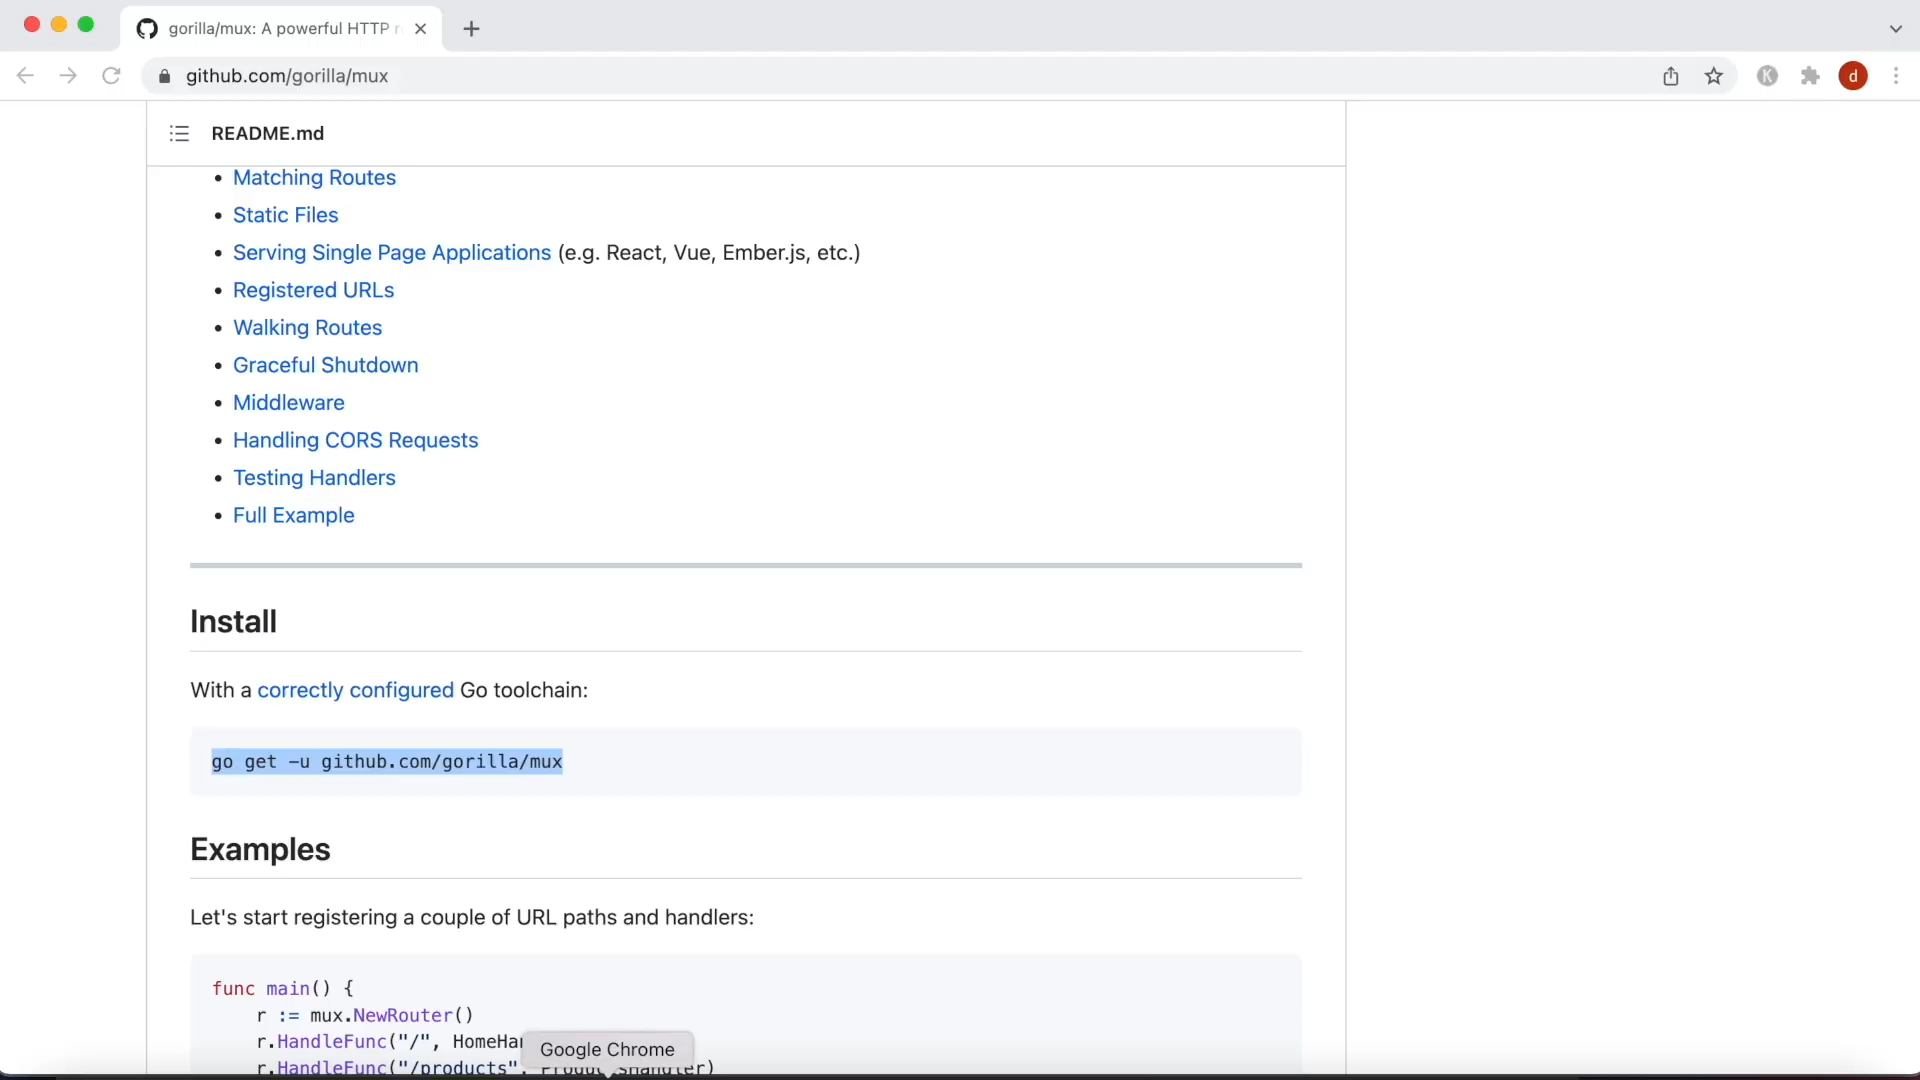 gorilla/mux: A powerful HTTP r
github.com/gorilla/mux
K
d
README.md
• Matching Routes
• Static Files
• Serving Single Page Applications (e.g. React, Vue, Ember.js, etc.)
• Registered URLs
• Walking Routes
• Graceful Shutdown
• Middleware
• Handling CORS Requests
• Testing Handlers
• Full Example
Install
With a correctly configured Go toolchain:
go get -u github.com/gorilla/mux
Examples
Let's start registering a couple of URL paths and handlers:
func main() {
r := mux.NewRouter()
r.HandleFunc("/", HomeHa
r.HandleFunc("/products", ProductsHandler)
Google Chrome